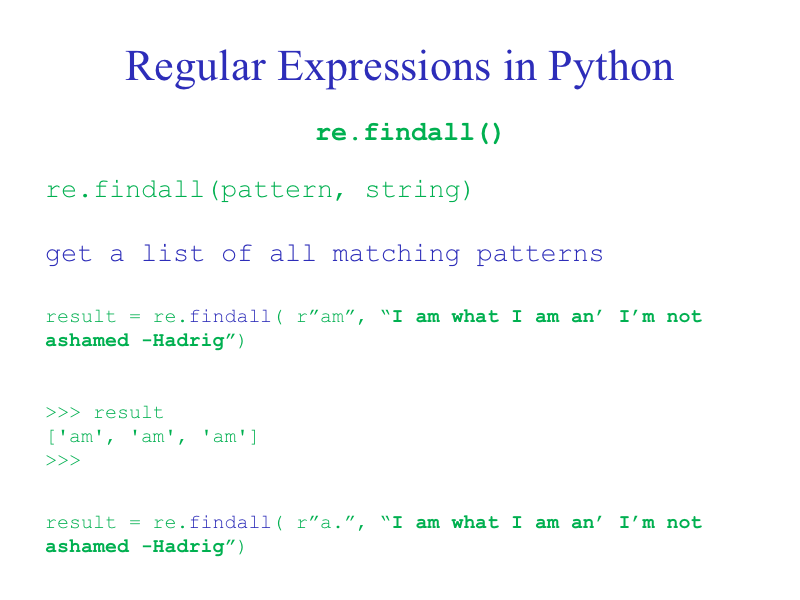 Regular Expressions in Python
re.findall()
re.findall(pattern, string)
get a list of all matching patterns
result = re.findall( r”am”, “I am what I am an’ I’m not
ashamed -Hadrig”)
>>> result
['am', 'am', 'am']
>>>
result = re.findall( r”a.”, “I am what I am an’ I’m not
ashamed -Hadrig”)